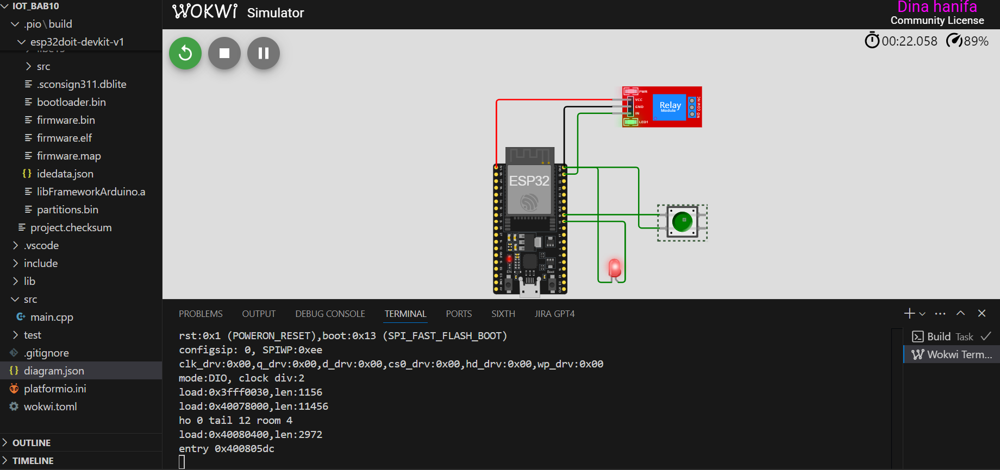 IOT_BAB10
.pio\build
esp32doit-devkit-v1
src
.sconsign311.dblite
bootloader.bin
firmware.bin
firmware.elf
firmware.map
idedata.json
libFrameworkArduino.a
partitions.bin
project.checksum
.vscode
include
lib
src
main.cpp
test
.gitignore
diagram.json
platformio.ini
wokwi.toml
OUTLINE
TIMELINE
WOKWi Simulator
Dina hanifa
Community License
00:22.058 89%
PWR
VCC
GND
IN
LED1
Relay
Module
NO COM NC
ESP32
EN
Boot
PROBLEMS OUTPUT DEBUG CONSOLE TERMINAL PORTS SIXTH JIRA GPT4
rst:0x1 (POWERON_RESET),boot:0x13 (SPI_FAST_FLASH_BOOT)
configsip: 0, SPIWP:0xee
clk_drv:0x00,q_drv:0x00,d_drv:0x00,cs0_drv:0x00,hd_drv:0x00,wp_drv:0x00
mode:DIO, clock div:2
load:0x3fff0030,len:1156
load:0x40078000,len:11456
ho 0 tail 12 room 4
load:0x40080400,len:2972
entry 0x400805dc
Build Task
Wokwi Term...